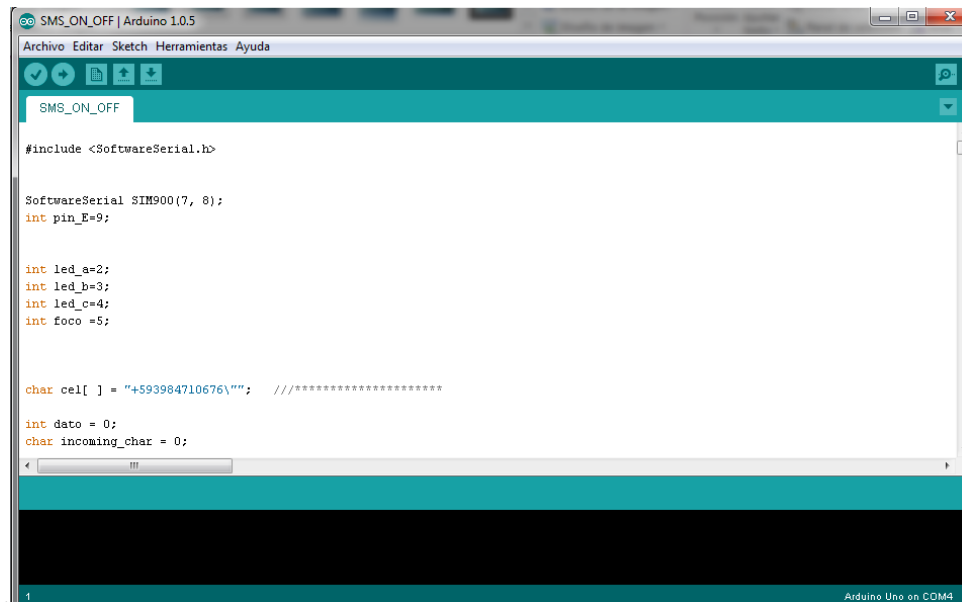 SMS_ON_OFF | Arduino 1.0.5
Archivo Editar Sketch Herramientas Ayuda
SMS_ON_OFF
#include <SoftwareSerial.h>
SoftwareSerial SIM900(7, 8);
int pin_E=9;
int led_a=2;
int led_b=3;
int led_c=4;
int foco =5;
char cel[ ] = "+593984710676\"";   ///*********************
int dato = 0;
char incoming_char = 0;
1
Arduino Uno on COM4